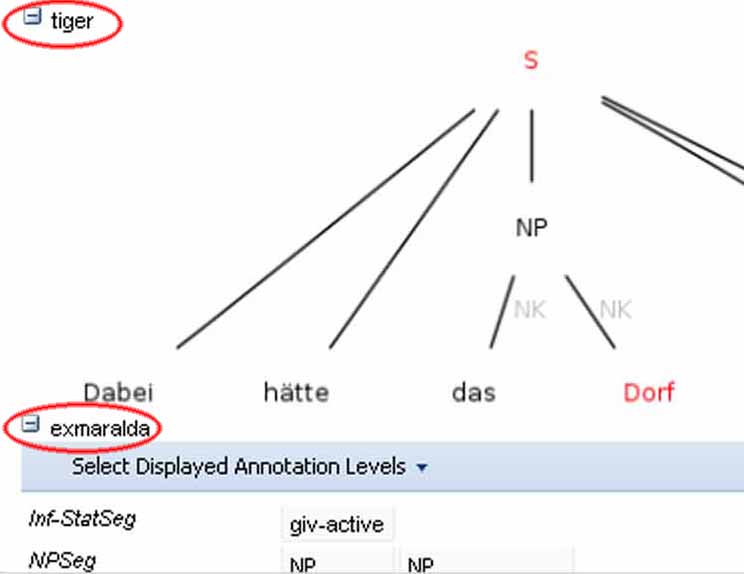 tiger
S
NP
NK NK
Dabei hätte das Dorf
exmaralda
Select Displayed Annotation Levels
Inf-StatSeg giv-active
NPSeg NP NP